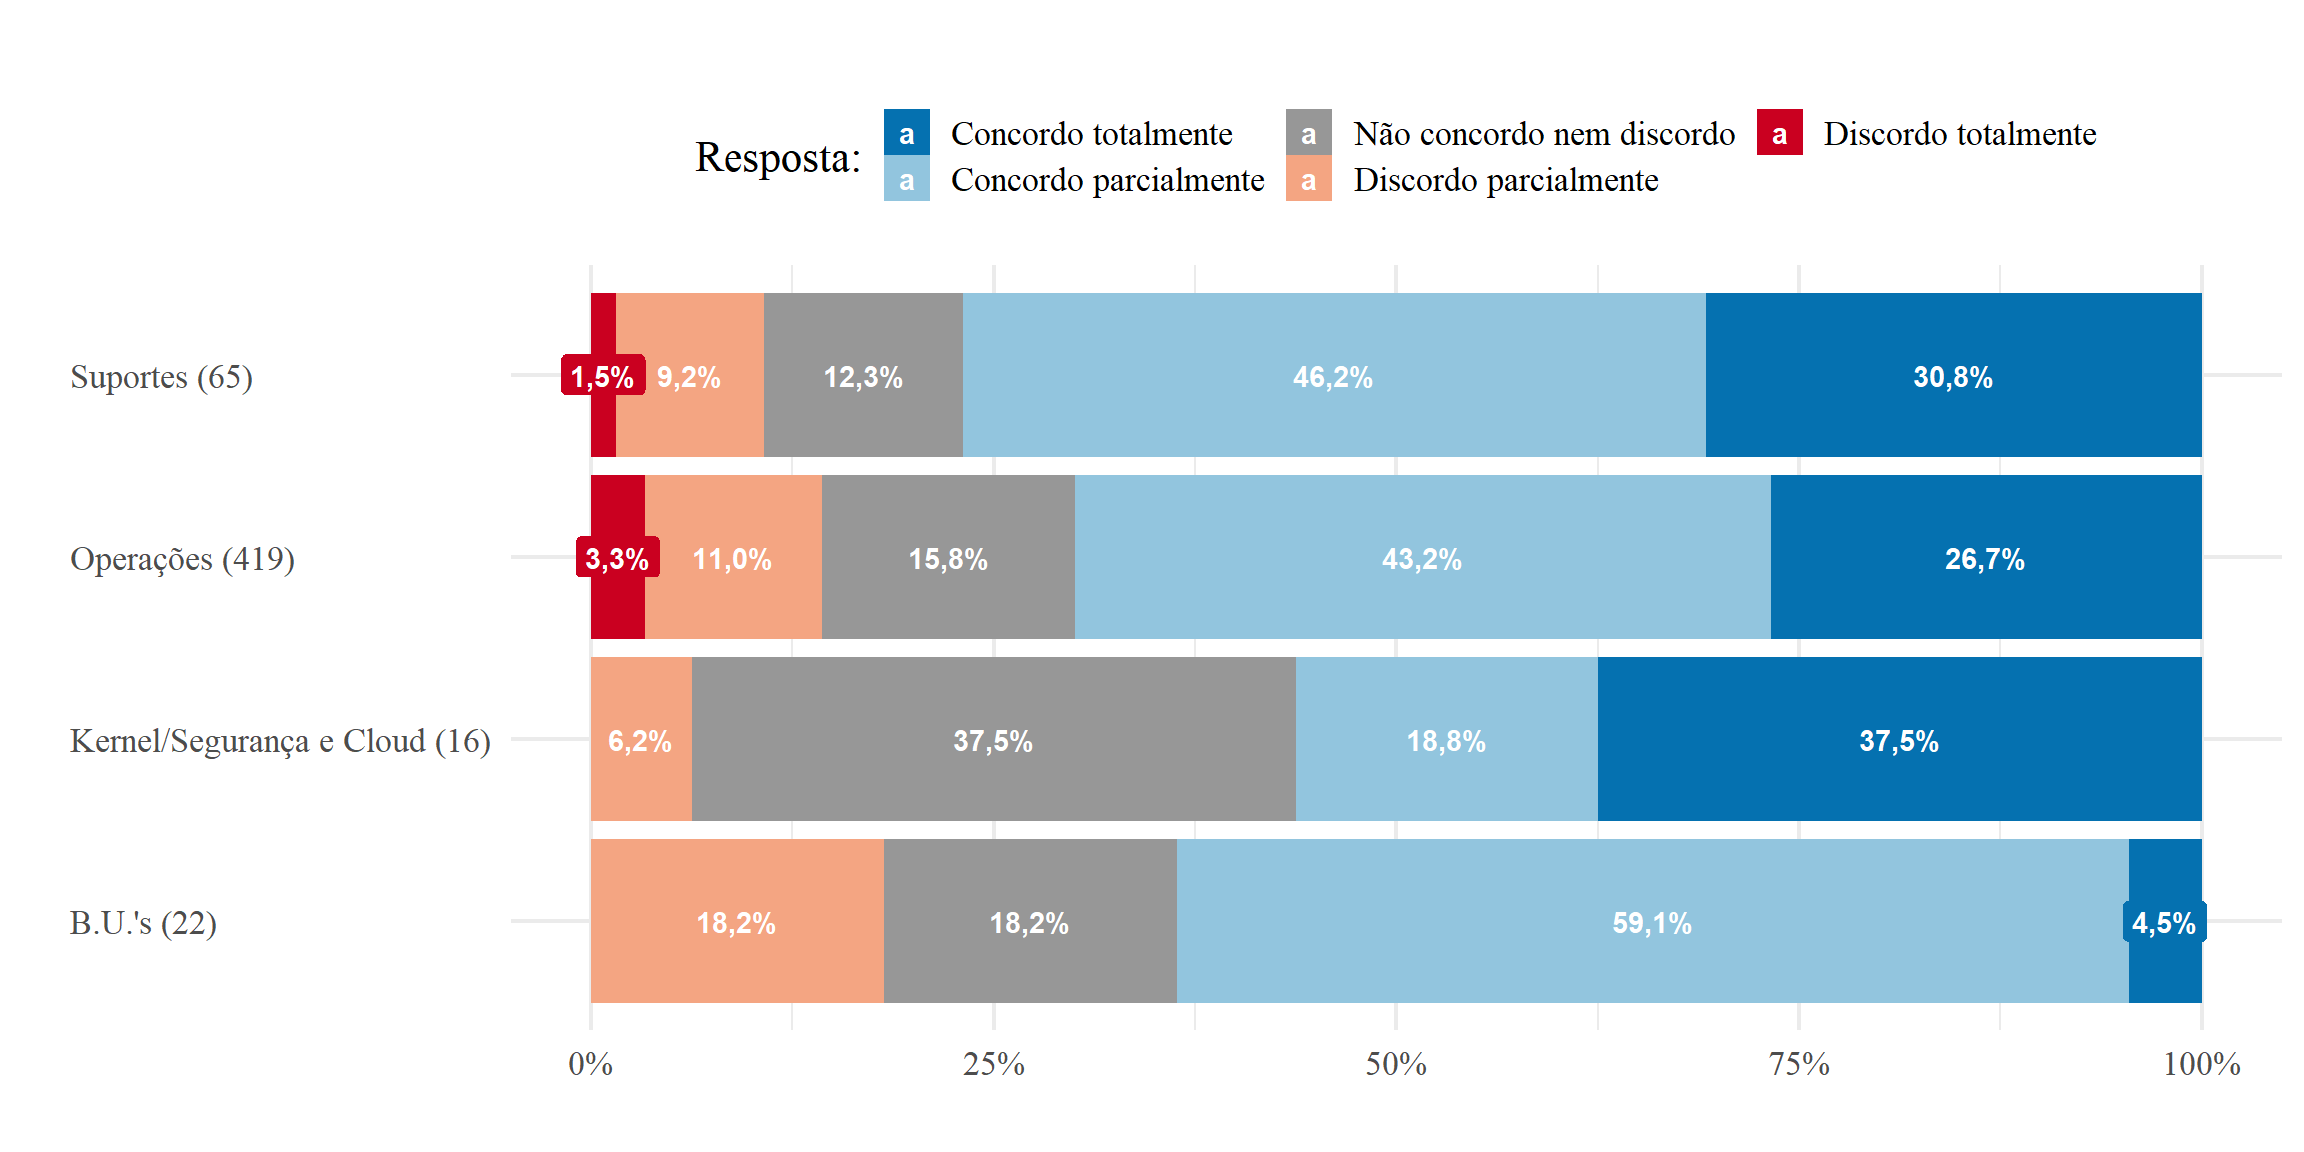 Resposta:
a Concordo totalmente a Não concordo nem discordo a Discordo totalmente
a Concordo parcialmente a Discordo parcialmente
Suportes (65) 1,5% 9,2% 12,3% 46,2% 30,8%
Operações (419) 3,3% 11,0% 15,8% 43,2% 26,7%
Kernel/Segurança e Cloud (16) 6,2% 37,5% 18,8% 37,5%
B.U.'s (22) 18,2% 18,2% 59,1% 4,5%
0% 25% 50% 75% 100%